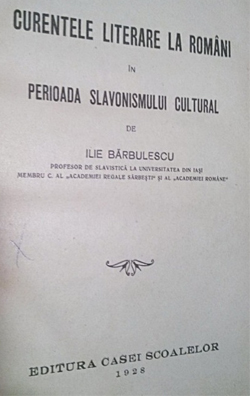 CURENTELE LITERARE LA ROMÂNI
ÎN
PERIOADA SLAVONISMULUI CULTURAL
DE
ILIE BĂRBULESCU
PROFESOR DE SLAVISTICĂ LA UNIVERSITATEA DIN IAȘI
MEMBRU C. AL „ACADEMIEI REGALE SÂRBEȘTI" ȘI AL „ACADEMIEI ROMÂNE"
EDITURA CASEI SCOALELOR
1928